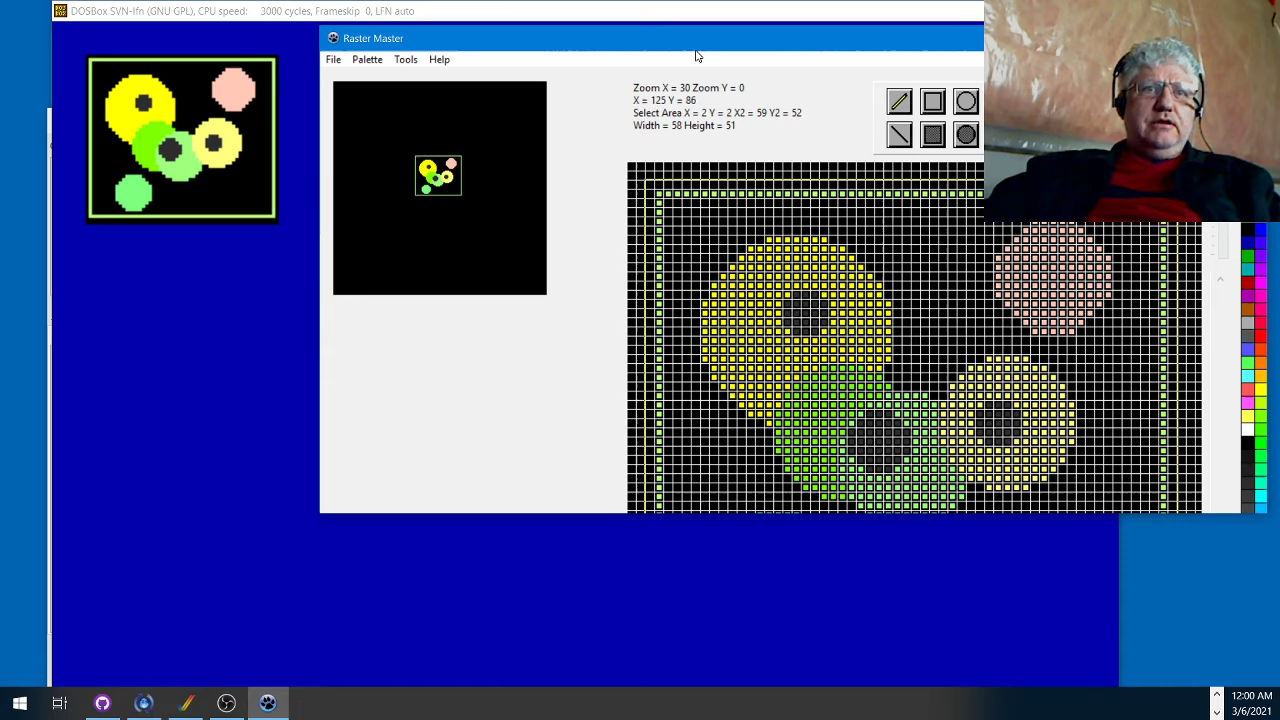 DOSBox SVN-lfn (GNU GPL), CPU speed: 3000 cycles, Frameskip 0, LFN auto
Raster Master
File Palette Tools Help
Zoom X = 30 Zoom Y = 0
X = 125 Y = 86
Select Area X = 2 Y = 2 X2 = 59 Y2 = 52
Width = 58 Height = 51
12:00 AM
3/6/2021